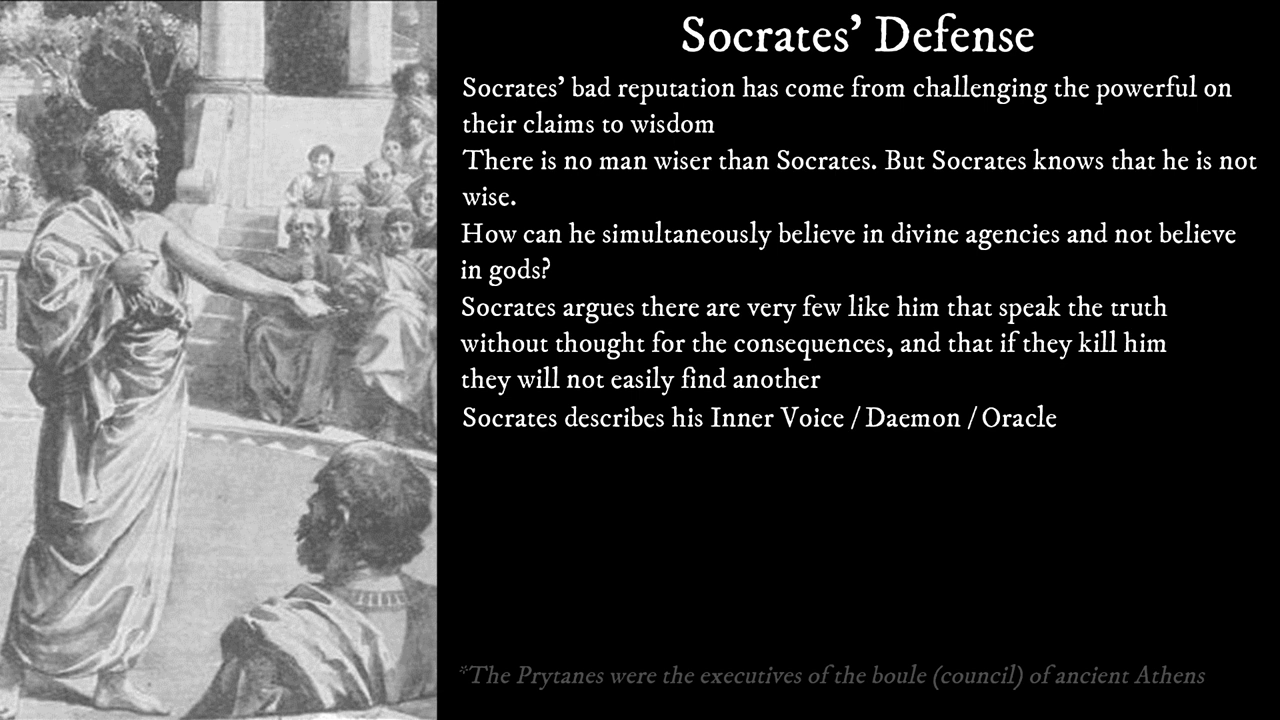 Socrates’ Defense
Socrates’ bad reputation has come from challenging the powerful on
their claims to wisdom
There is no man wiser than Socrates. But Socrates knows that he is not
wise.
How can he simultaneously believe in divine agencies and not believe
in gods?
Socrates argues there are very few like him that speak the truth
without thought for the consequences, and that if they kill him
they will not easily find another
Socrates describes his Inner Voice / Daemon / Oracle
*The Prytanes were the executives of the boule (council) of ancient Athens